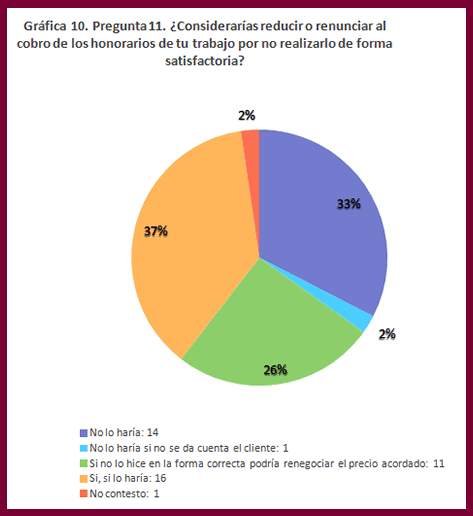 Gráfica 10. Pregunta 11. ¿Considerarías reducir o renunciar al
cobro de los honorarios de tu trabajo por no realizarlo de forma
satisfactoria?
2%
33%
37%
2%
26%
No lo haría: 14
No lo haría si no se da cuenta el cliente: 1
Si no lo hice en la forma correcta podría renegociar el precio acordado: 11
Si, si lo haría: 16
No contesto: 1